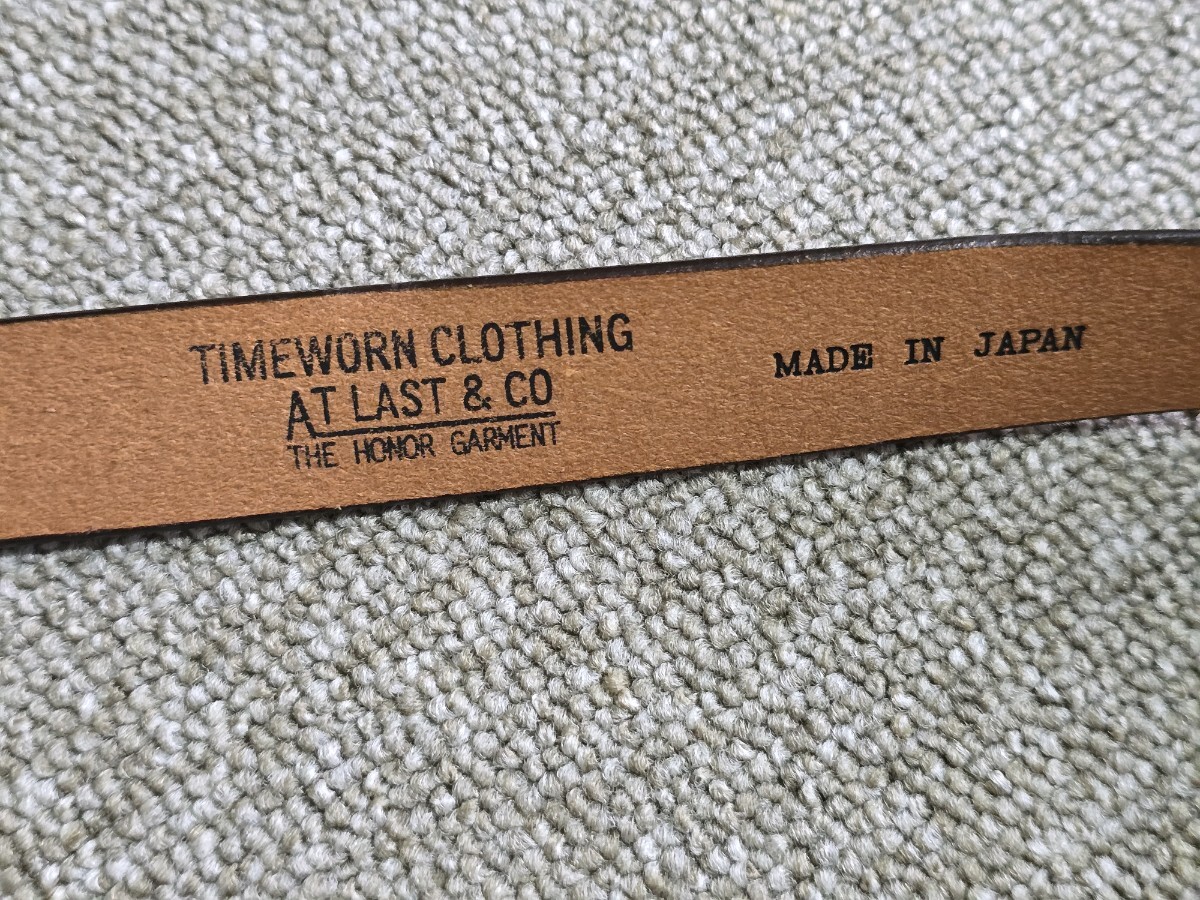 TIMEWORN CLOTHING
AT LAST & CO
THE HONOR GARMENT
MADE IN JAPAN